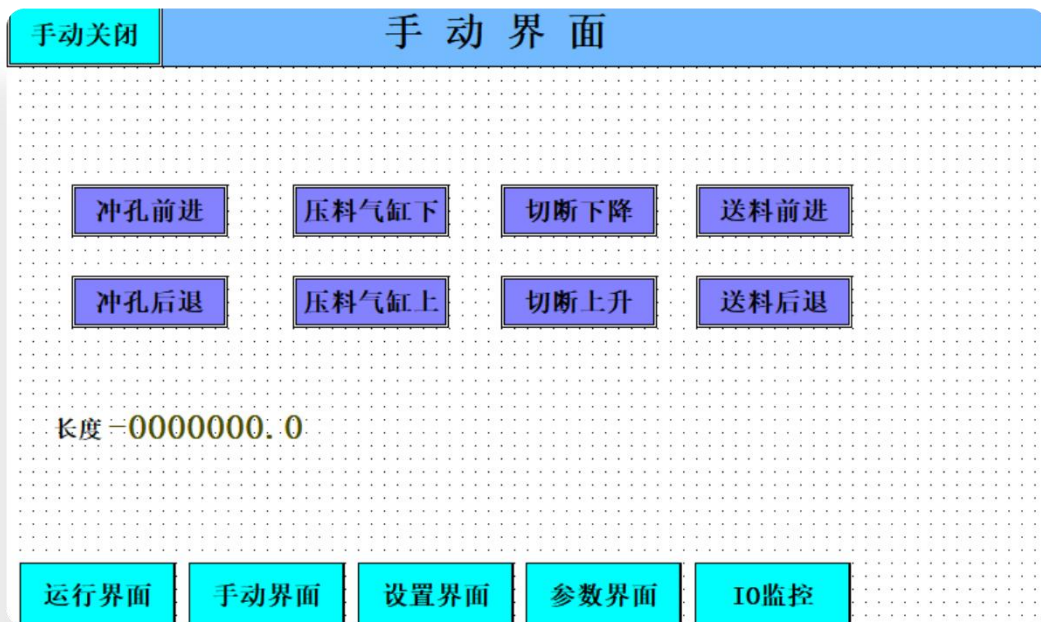 手动关闭 手动界面
冲孔前进 压料气缸下 切断下降 送料前进
冲孔后退 压料气缸上 切断上升 送料后退
长度 -0000000.0
运行界面 手动界面 设置界面 参数界面 IO监控